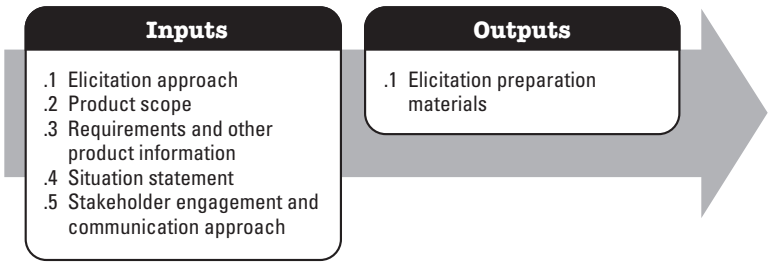 Inputs
.1 Elicitation approach
.2 Product scope
.3 Requirements and other
product information
.4 Situation statement
.5 Stakeholder engagement and
communication approach
Outputs
.1 Elicitation preparation
materials